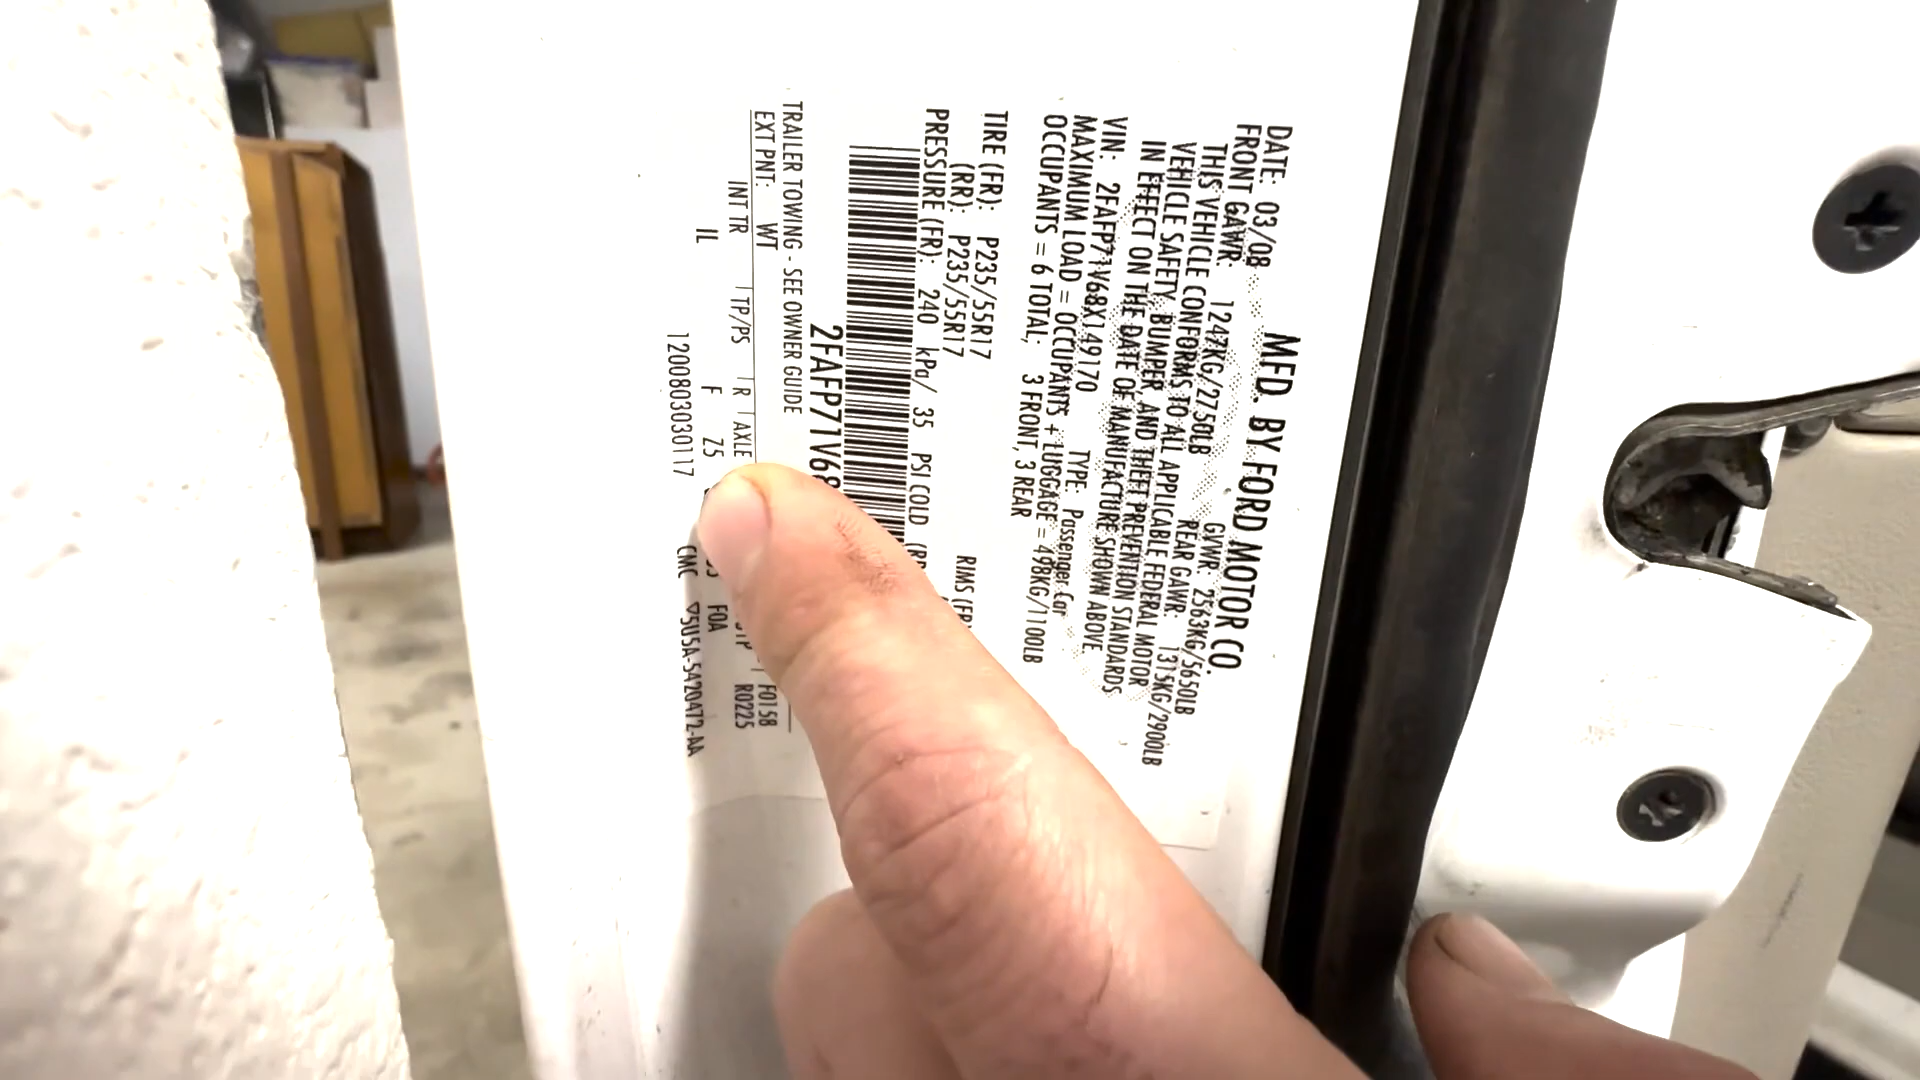 MFD. BY FORD MOTOR CO.
DATE: 03/08 GVWR: 2563KG/5650LB
FRONT GAWR: 1247KG/2750LB REAR GAWR: 1315KG/2900LB
THIS VEHICLE CONFORMS TO ALL APPLICABLE FEDERAL MOTOR
VEHICLE SAFETY, BUMPER, AND THEFT PREVENTION STANDARDS
IN EFFECT ON THE DATE OF MANUFACTURE SHOWN ABOVE.
VIN: 2FAFP71V68X149170 TYPE: Passenger Car
MAXIMUM LOAD = OCCUPANTS + LUGGAGE = 498KG/1100LB
OCCUPANTS = 6 TOTAL; 3 FRONT, 3 REAR
TIRE (FR): P235/55R17 RIMS (FR
(RR): P235/55R17
PRESSURE (FR): 240 kPa/ 35 PSI COLD (RR
2FAFP71V68
TRAILER TOWING - SEE OWNER GUIDE
EXT PNT: WT F0158
INT TR TP/PS R AXLE R0225
IL F Z5 F0A
1200803030117 CMC ▽5U5A-5420472-AA